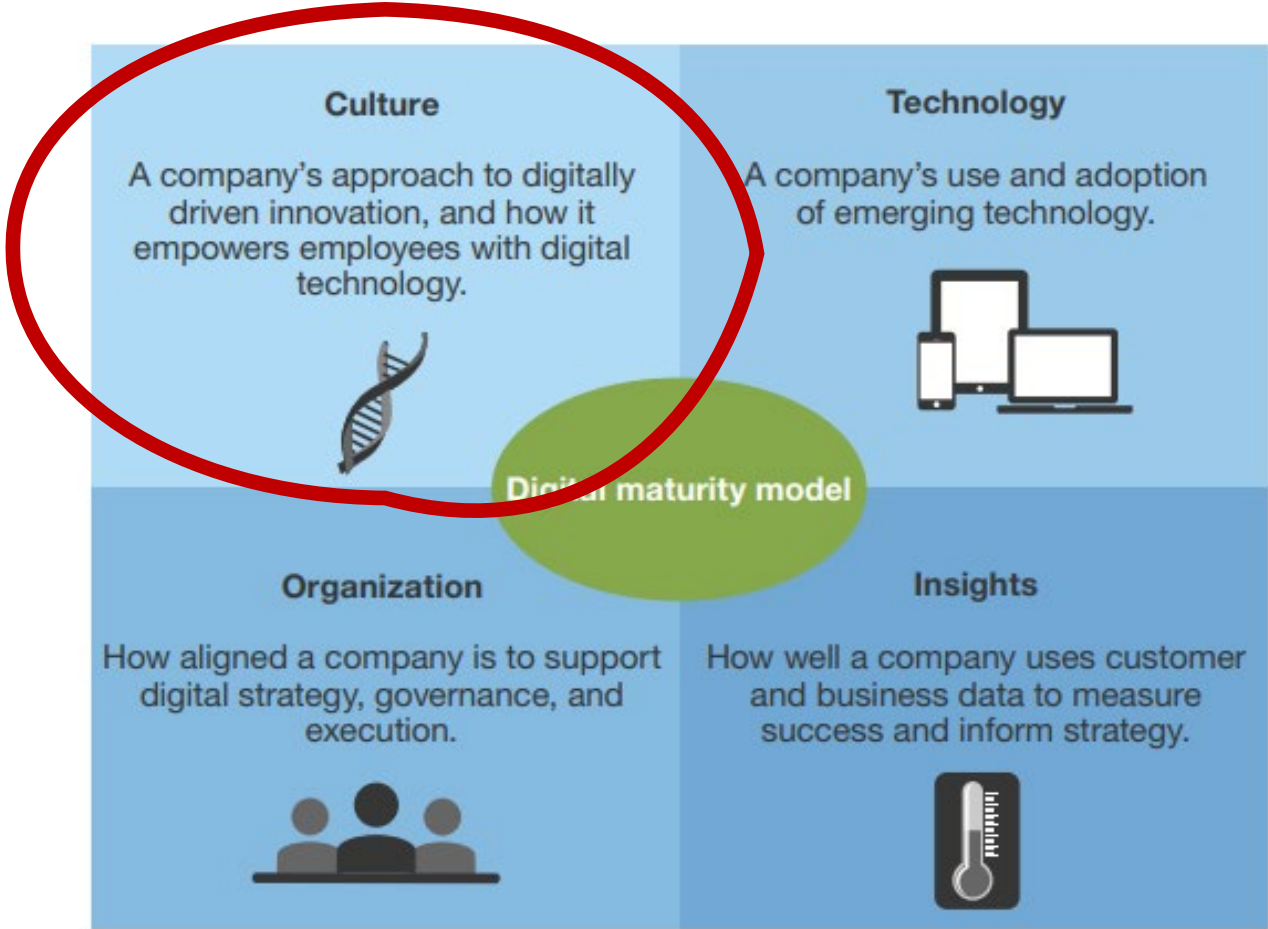 Culture
A company's approach to digitally
driven innovation, and how it
empowers employees with digital
technology.
Technology
A company's use and adoption
of emerging technology.
Digital maturity model
Organization
How aligned a company is to support
digital strategy, governance, and
execution.
Insights
How well a company uses customer
and business data to measure
success and inform strategy.